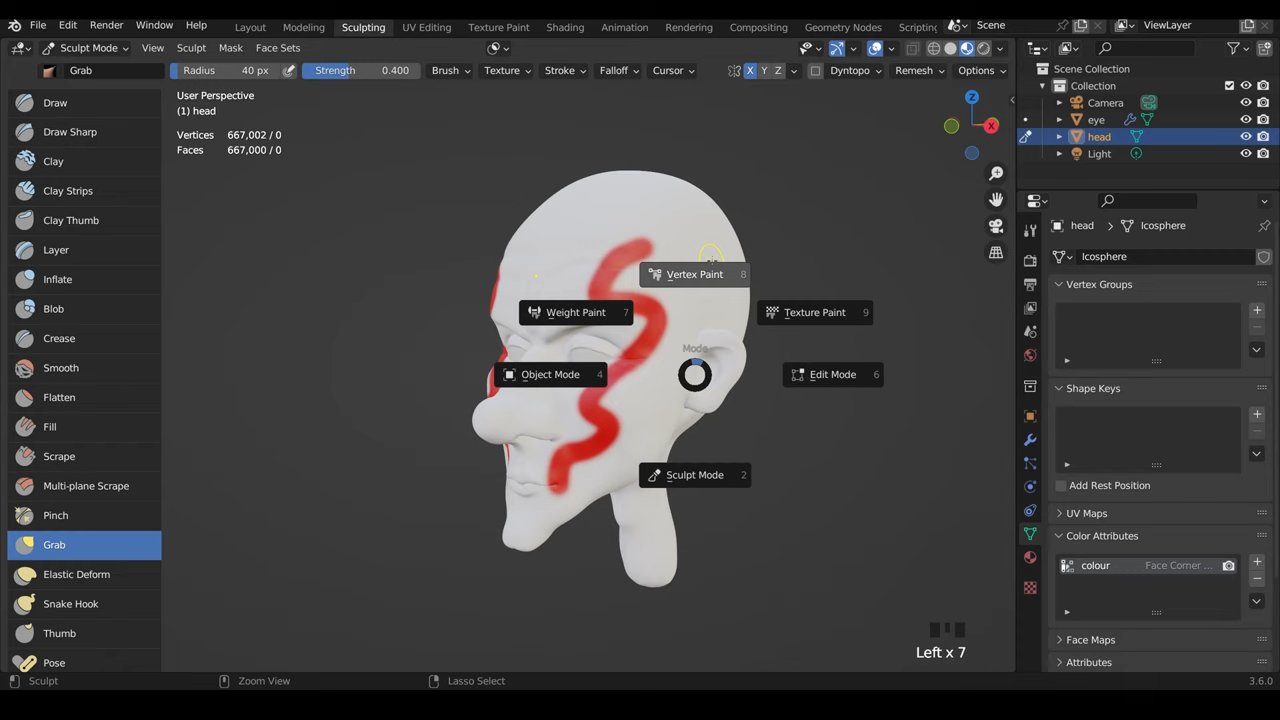 File Edit Render Window Help Layout Modeling Sculpting UV Editing Texture Paint Shading Animation Rendering Compositing Geometry Nodes Scripting Scene ViewLayer
Sculpt Mode View Sculpt Mask Face Sets
Grab Radius 40 px Strength 0.400 Brush Texture Stroke Falloff Cursor X Y Z Dyntopo Remesh Options
User Perspective
(1) head
Vertices 667,002 / 0
Faces 667,000 / 0
Z
X
Draw
Draw Sharp
Clay
Clay Strips
Clay Thumb
Layer
Inflate
Blob
Crease
Smooth
Flatten
Fill
Scrape
Multi-plane Scrape
Pinch
Grab
Elastic Deform
Snake Hook
Thumb
Pose
Vertex Paint 8
Weight Paint 7
Texture Paint 9
Mode
Object Mode 4
Edit Mode 6
Sculpt Mode 2
Left x 7
Scene Collection
Collection
Camera
eye
head
Light
head Icosphere
Icosphere
Vertex Groups
Shape Keys
Add Rest Position
UV Maps
Color Attributes
colour Face Corner ...
Face Maps
Attributes
Sculpt Zoom View Lasso Select 3.6.0